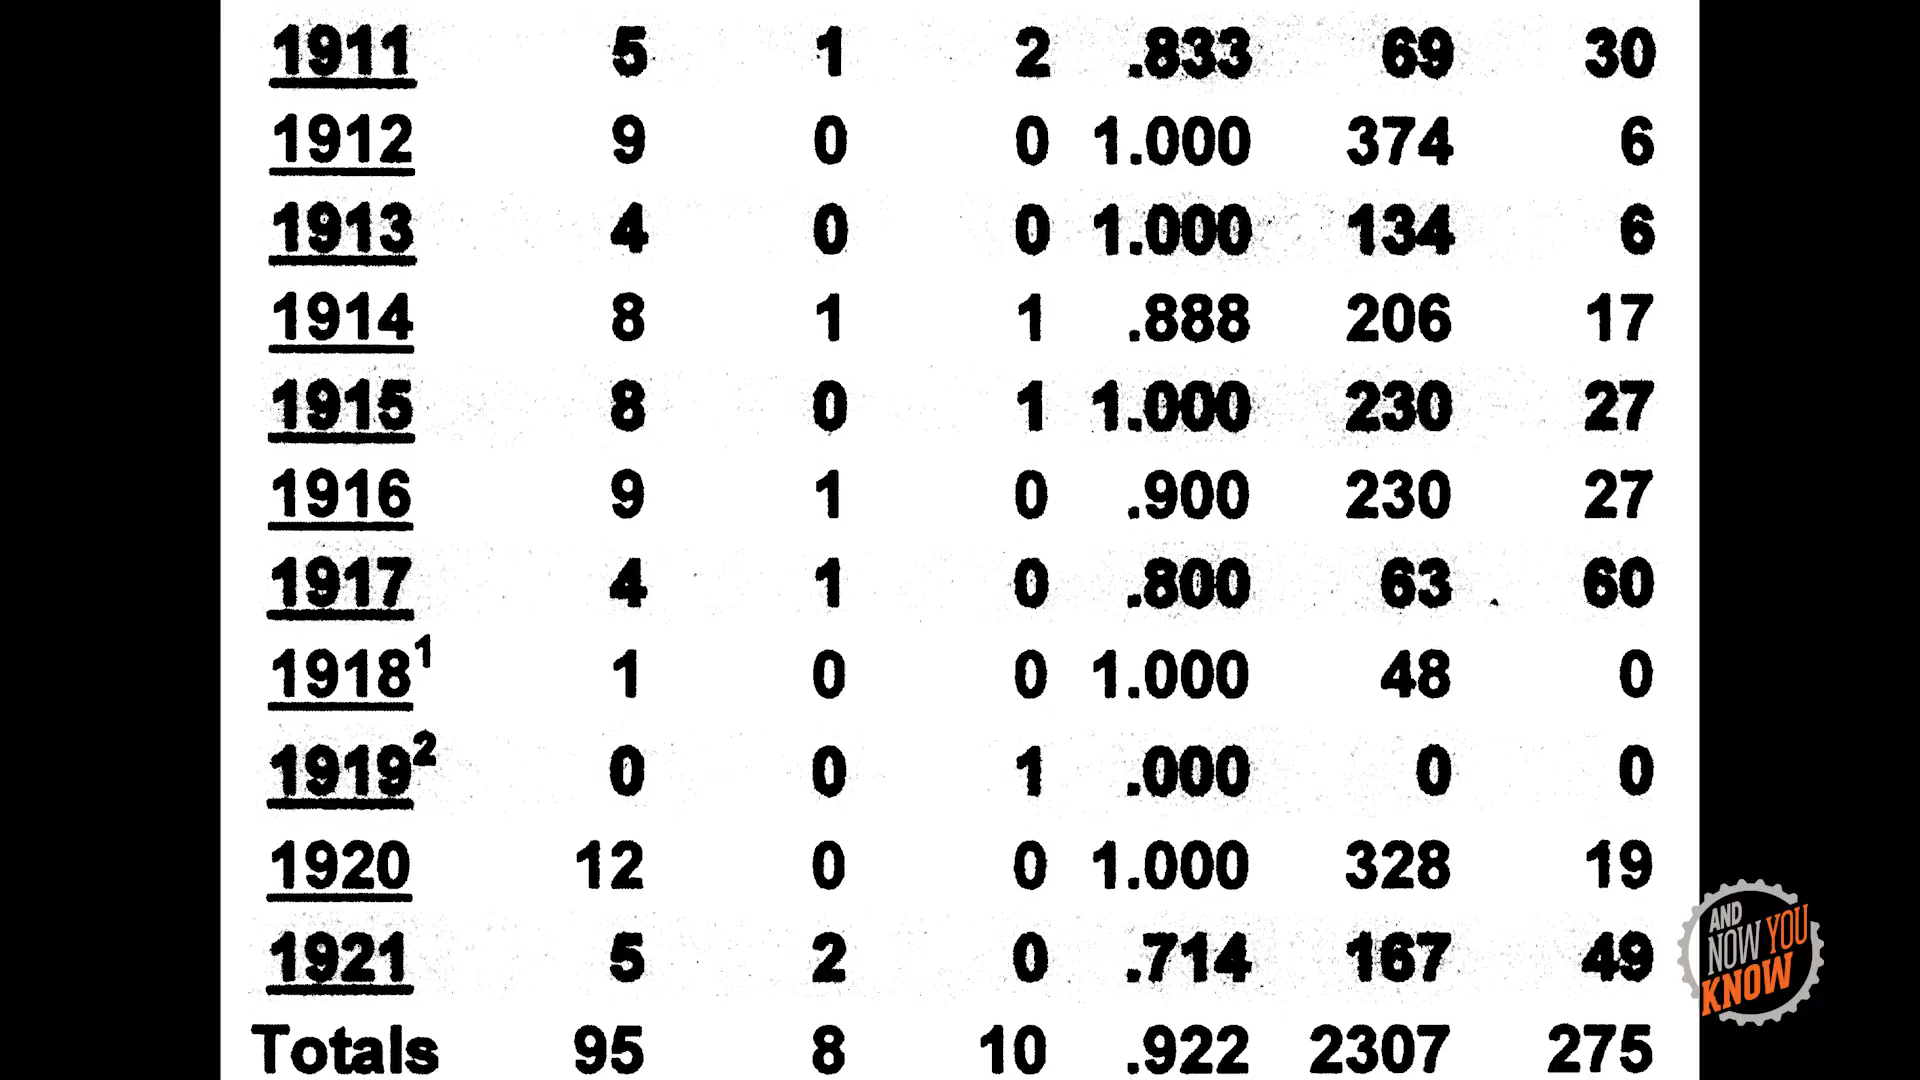 1911 5 1 2 .833 69 30
1912 9 0 0 1.000 374 6
1913 4 0 0 1.000 134 6
1914 8 1 1 .888 206 17
1915 8 0 1 1.000 230 27
1916 9 1 0 .900 230 27
1917 4 1 0 .800 63 60
1918¹ 1 0 0 1.000 48 0
1919² 0 0 1 .000 0 0
1920 12 0 0 1.000 328 19
1921 5 2 0 .714 167 49
Totals 95 8 10 .922 2307 275
AND
NOW YOU
KNOW